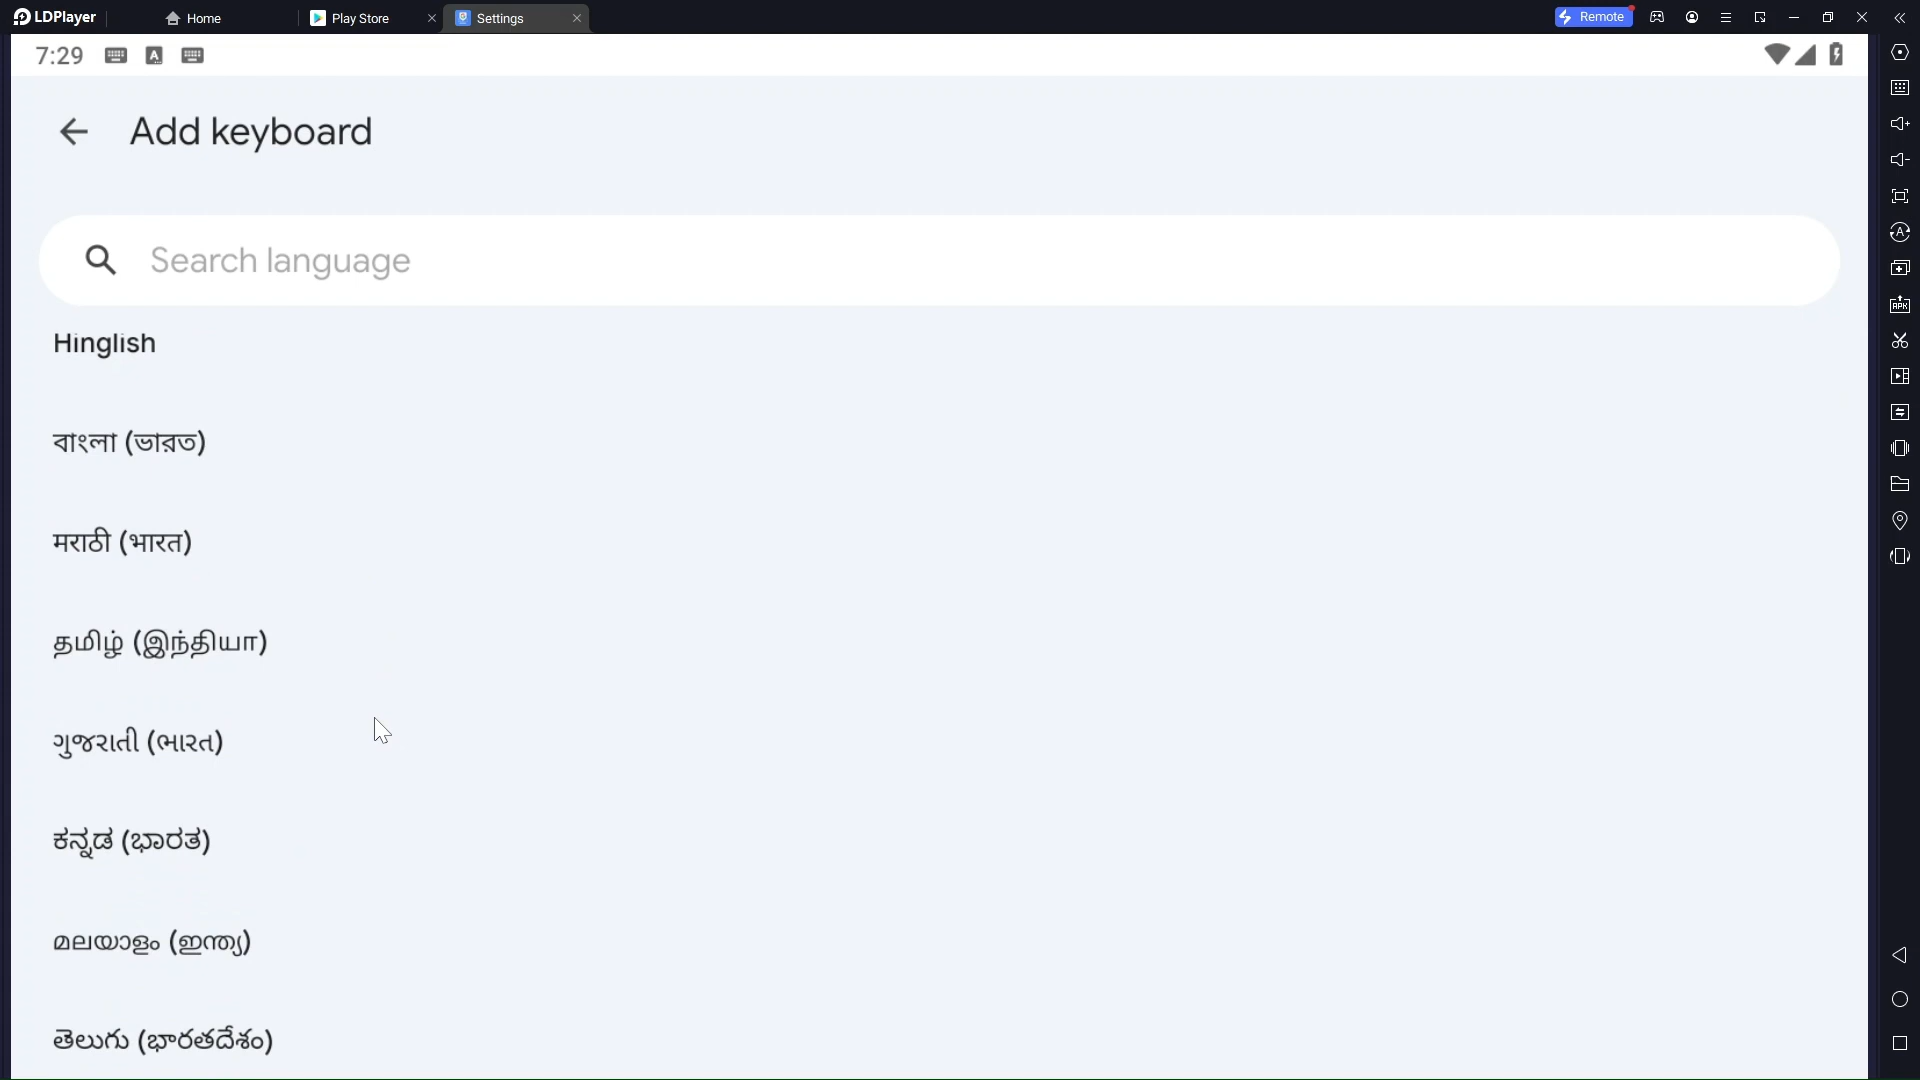 LDPlayer
Home
Play Store
Settings
Remote
7:29
Add keyboard
Search language
Hinglish
বাংলা (ভারত)
मराठी (भारत)
தமிழ் (இந்தியா)
ગુજરાતી (ભારત)
ಕನ್ನಡ (ಭಾರತ)
മലയാളം (ഇന്ത്യ)
తెలుగు (భారతదేశం)